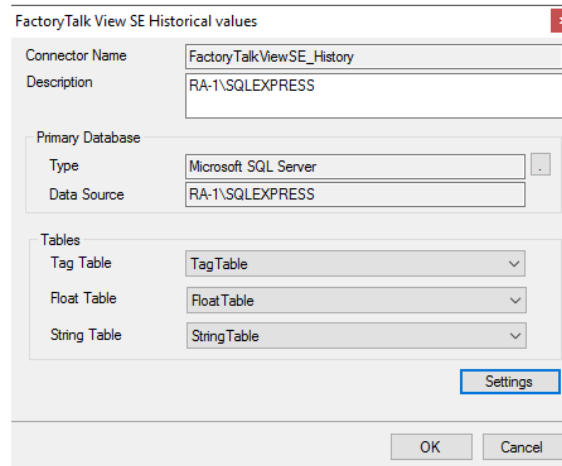 FactoryTalk View SE Historical values
Connector Name FactoryTalkViewSE_History
Description RA-1\SQLEXPRESS
Primary Database
Type Microsoft SQL Server .
Data Source RA-1\SQLEXPRESS
Tables
Tag Table TagTable
Float Table FloatTable
String Table StringTable
Settings
OK Cancel